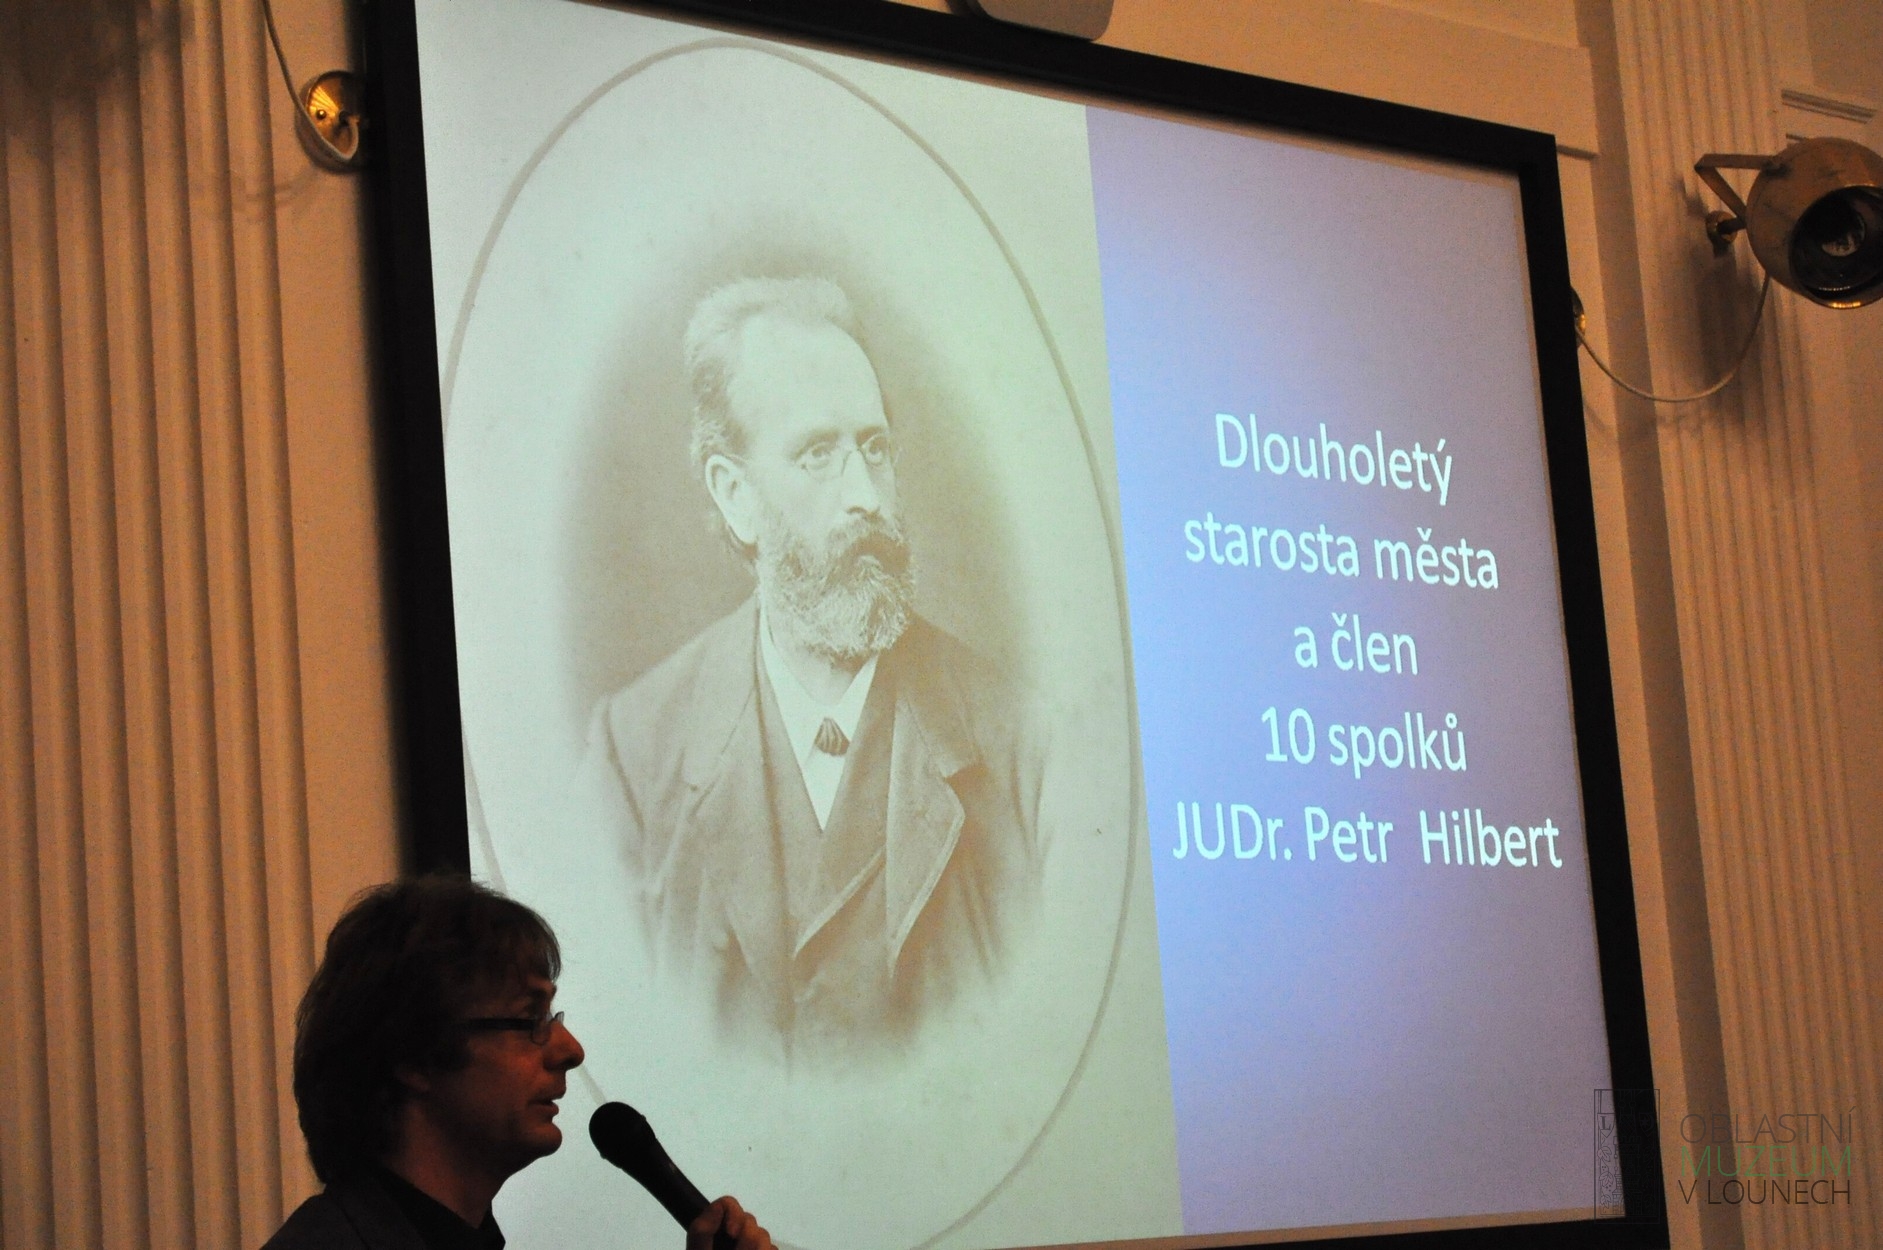 Dlouholetý
starosta města
a člen
10 spolků
JUDr. Petr Hilbert
OBLASTNÍ
MUZEUM
V LOUNECH